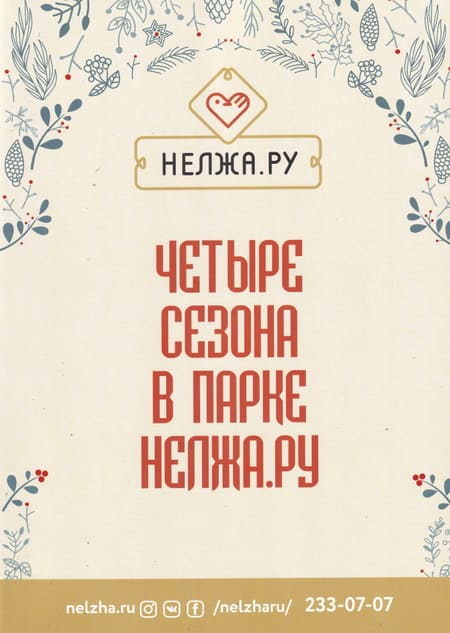 НЕЛЖА.РУ
ЧЕТЫРЕ
СЕЗОНА
В ПАРКЕ
НЕЛЖА.РУ
nelzha.ru /nelzharu/ 233-07-07